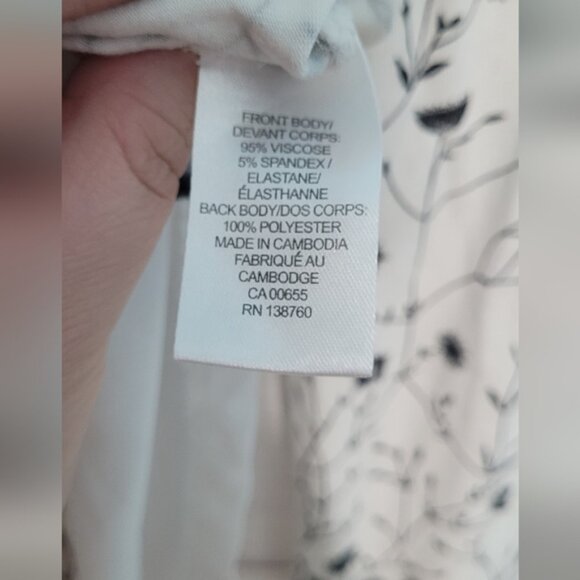 FRONT BODY/
DEVANT CORPS:
95% VISCOSE
5% SPANDEX /
ELASTANE/
ÉLASTHANNE
BACK BODY/DOS CORPS:
100% POLYESTER
MADE IN CAMBODIA
FABRIQUÉ AU
CAMBODGE
CA 00655
RN 138760